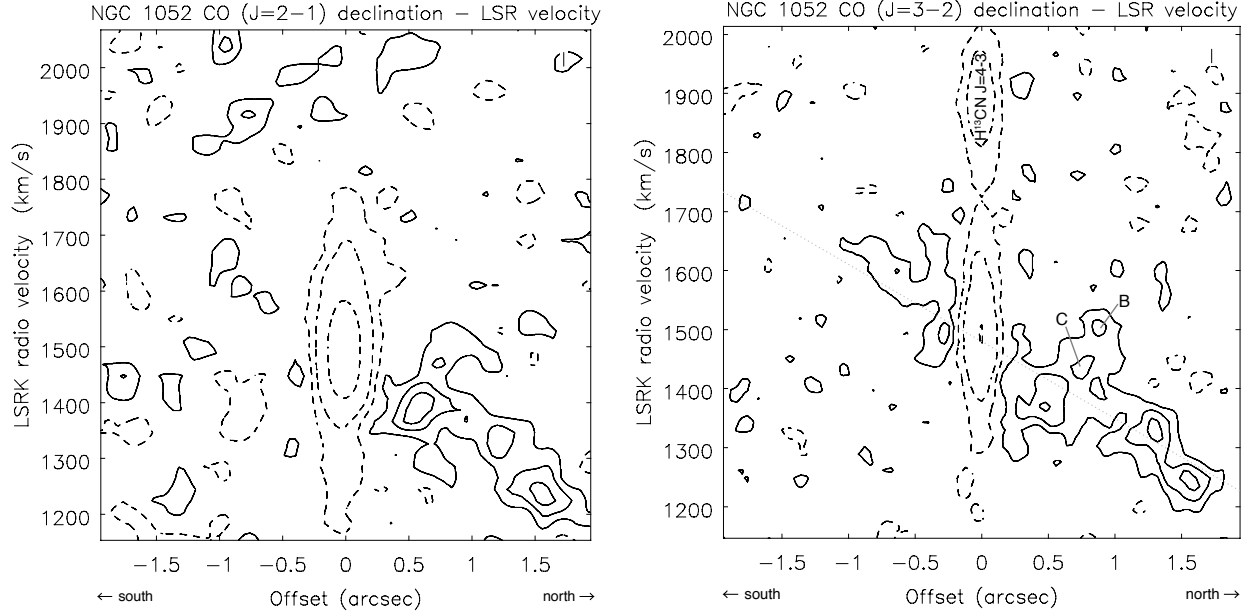 NGC 1052 CO (J=2-1) declination - LSR velocity
LSRK radio velocity (km/s)
2000
1900
1800
1700
1600
1500
1400
1300
1200
-1.5 -1 -0.5 0 0.5 1 1.5
← south Offset (arcsec) north →
NGC 1052 CO (J=3-2) declination - LSR velocity
LSRK radio velocity (km/s)
2000
1900
1800
1700
1600
1500
1400
1300
1200
H¹³CN J=4-3
B
C
-1.5 -1 -0.5 0 0.5 1 1.5
← south Offset (arcsec) north →